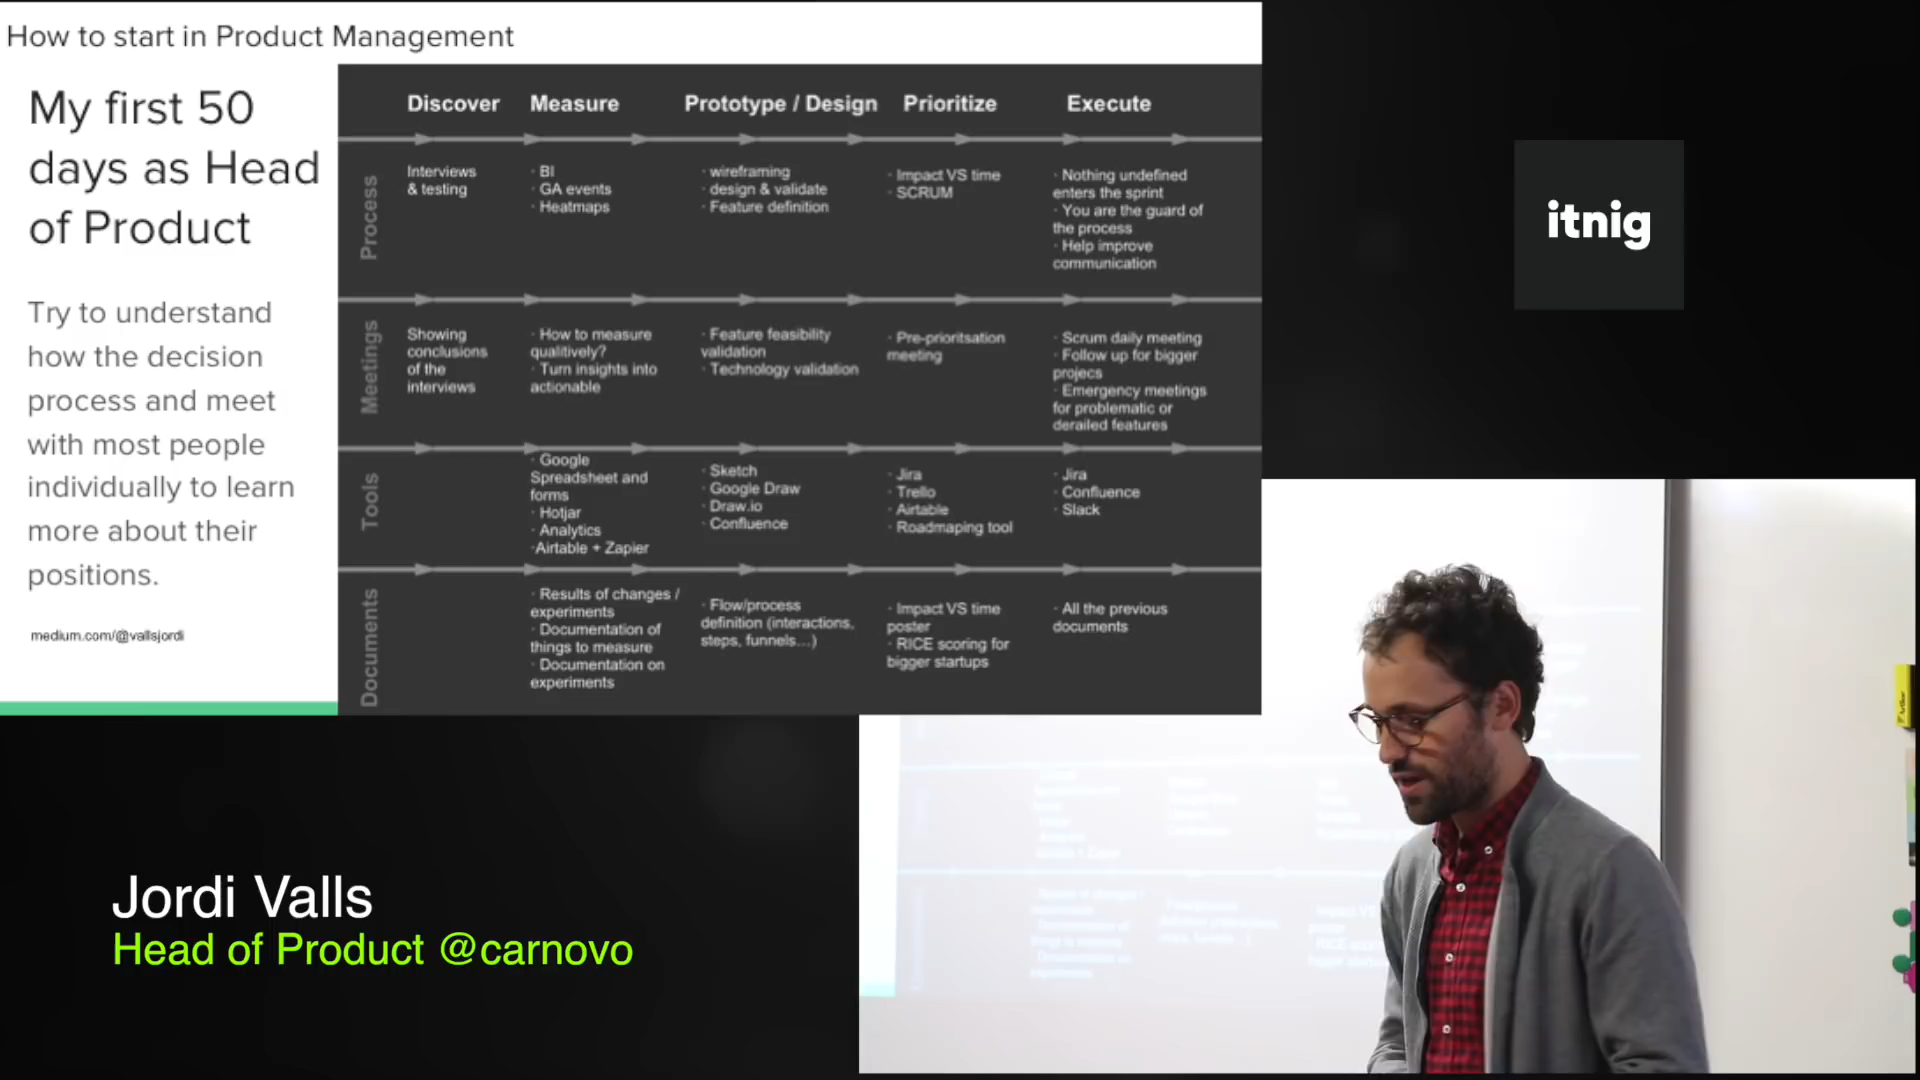 How to start in Product Management
My first 50
days as Head
of Product
Try to understand
how the decision
process and meet
with most people
individually to learn
more about their
positions.
medium.com/@vallsjordi
Discover
Measure
Prototype / Design
Prioritize
Execute
Process
Interviews
& testing
· BI
· GA events
· Heatmaps
· wireframing
· design & validate
· Feature definition
· Impact VS time
· SCRUM
· Nothing undefined
enters the sprint
· You are the guard of
the process
· Help improve
communication
Meetings
Showing
conclusions
of the
interviews
· How to measure
qualitively?
· Turn insights into
actionable
· Feature feasibility
validation
· Technology validation
· Pre-prioritsation
meeting
· Scrum daily meeting
· Follow up for bigger
projecs
· Emergency meetings
for problematic or
derailed features
Tools
· Google
Spreadsheet and
forms
· Hotjar
· Analytics
·Airtable + Zapier
· Sketch
· Google Draw
· Draw.io
· Confluence
· Jira
· Trello
· Airtable
· Roadmaping tool
· Jira
· Confluence
· Slack
Documents
· Results of changes /
experiments
· Documentation of
things to measure
· Documentation on
experiments
· Flow/process
definition (interactions,
steps, funnels...)
· Impact VS time
poster
· RICE scoring for
bigger startups
· All the previous
documents
itnig
Jordi Valls
Head of Product @carnovo